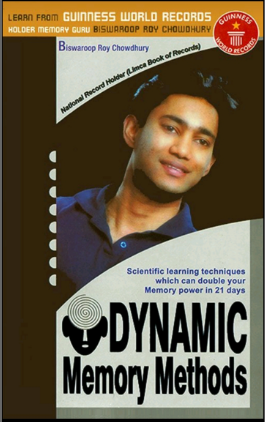 LEARN FROM GUINNESS WORLD RECORDS
HOLDER MEMORY GURU BISWAROOP ROY CHOWDHURY
GUINNESS
WORLD RECORDS
Biswaroop Roy Chowdhury
National Record Holder (Limca Book of Records)
Scientific learning techniques
which can double your
Memory power in 21 days
DYNAMIC
Memory Methods